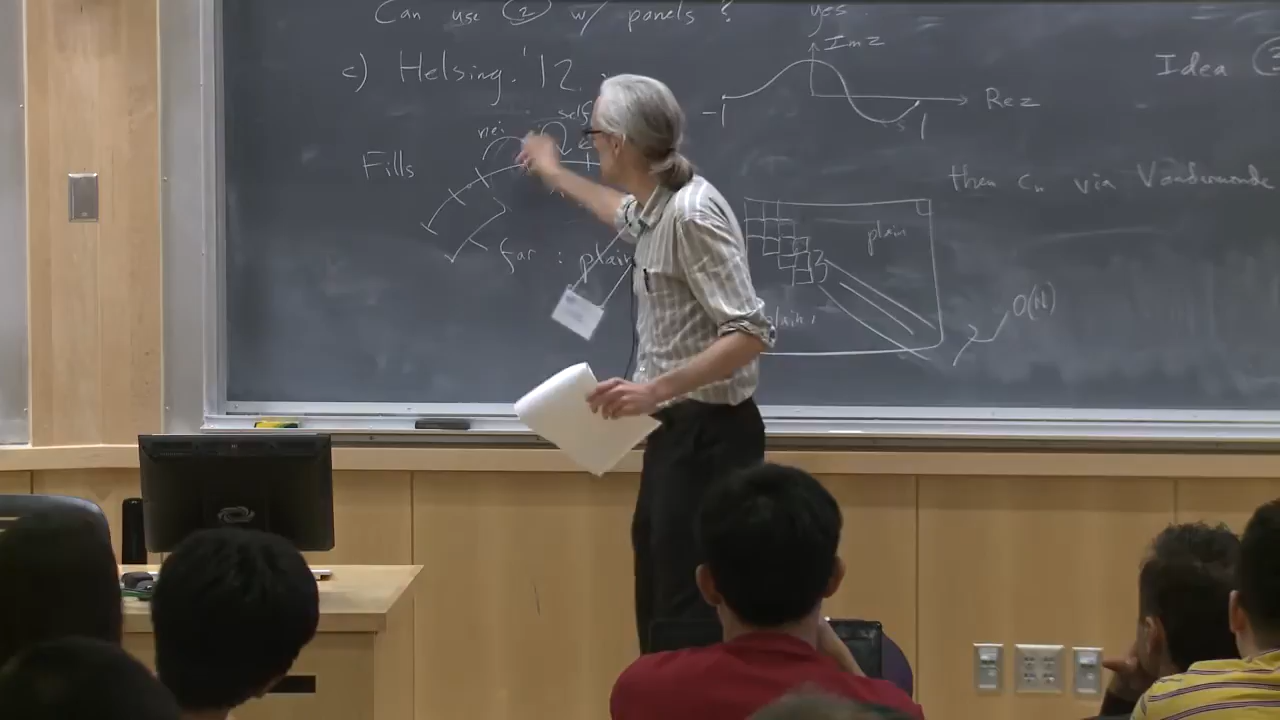 Can use ② w/ panels ? yes.
c) Helsing '12 .
Im z
Idea
Re z
-1
1
self
nei
Fills
then cₙ via Vandermonde
plain
far : plain
plain
O(N)